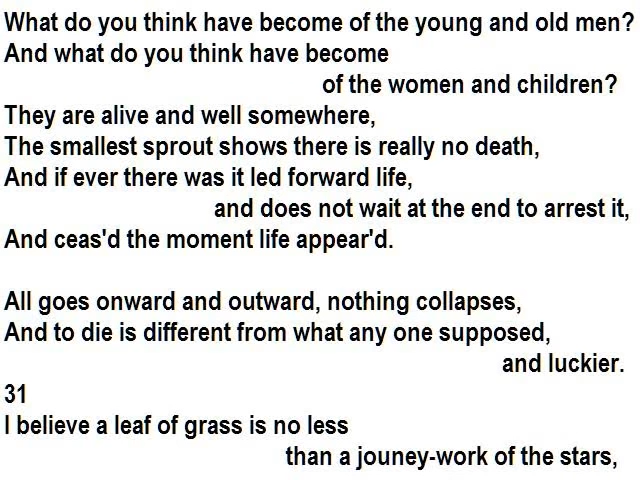 What do you think have become of the young and old men?
And what do you think have become
of the women and children?
They are alive and well somewhere,
The smallest sprout shows there is really no death,
And if ever there was it led forward life,
and does not wait at the end to arrest it,
And ceas'd the moment life appear'd.
All goes onward and outward, nothing collapses,
And to die is different from what any one supposed,
and luckier.
31
I believe a leaf of grass is no less
than a jouney-work of the stars,